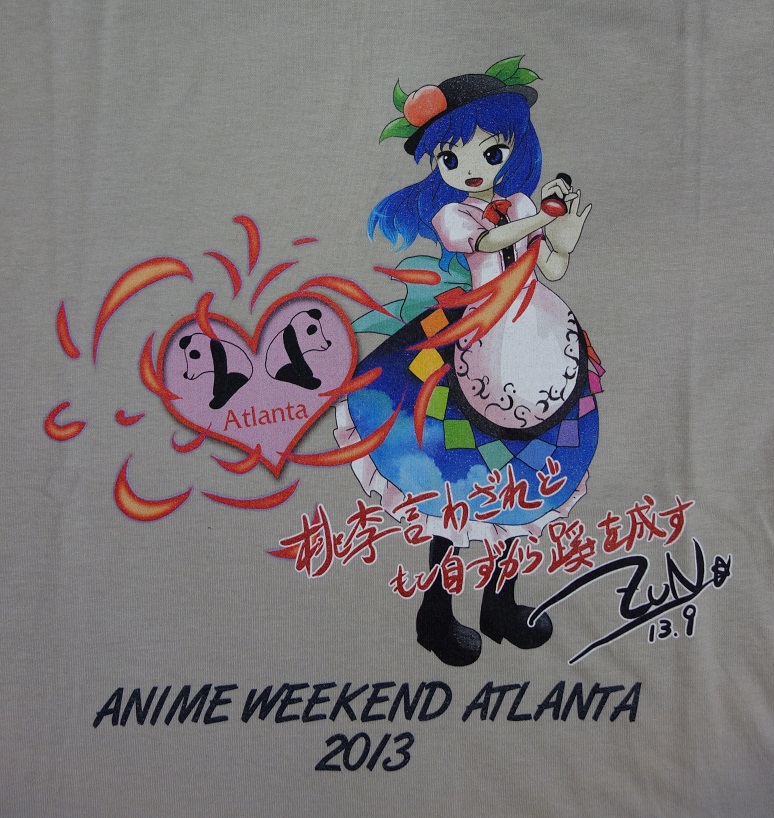 Atlanta
桃李言わざれど
も自ずから蹊を成す
ZUN
13.9
ANIME WEEKEND ATLANTA
2013